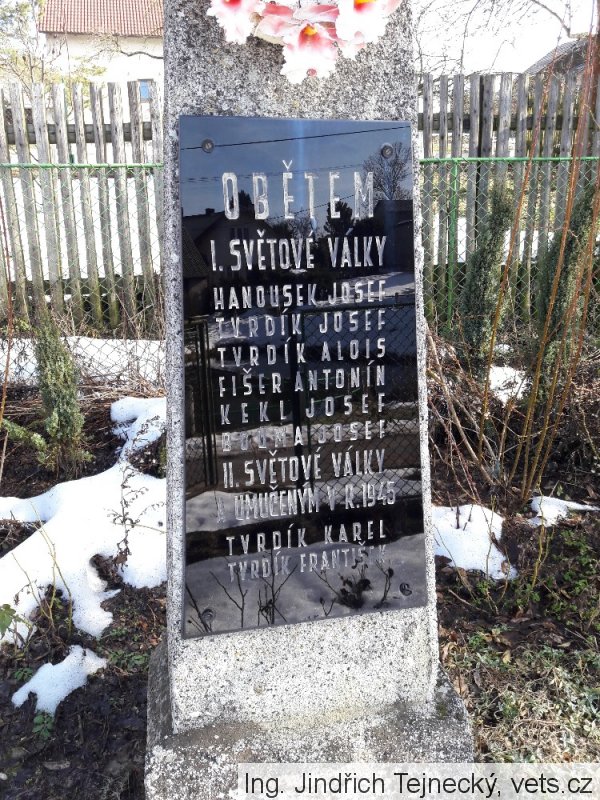 OBĚTEM
I. SVĚTOVÉ VÁLKY
HANOUSEK JOSEF
TVRDÍK JOSEF
TVRDÍK ALOIS
FIŠER ANTONÍN
KEKL JOSEF
JOSEF
II. SVĚTOVÉ VÁLKY
A UMUČENÝM V R. 1945
TVRDÍK KAREL
TVRDÍK FRANTIŠEK
Ing. Jindřich Tejnecký, vets.cz